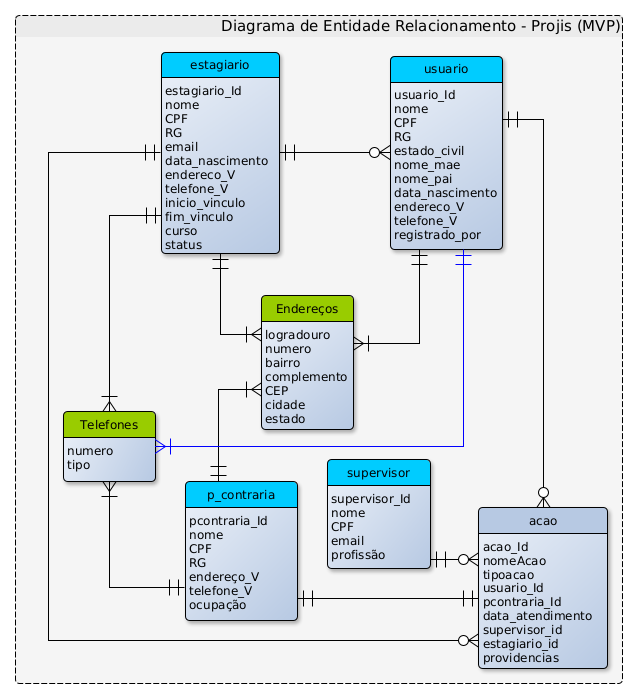 Diagrama de Entidade Relacionamento - Projis (MVP)
estagiario
estagiario_Id
nome
CPF
RG
email
data_nascimento
endereco_V
telefone_V
inicio_vinculo
fim_vinculo
curso
status
usuario
usuario_Id
nome
CPF
RG
estado_civil
nome_mae
nome_pai
data_nascimento
endereco_V
telefone_V
registrado_por
Endereços
logradouro
numero
bairro
complemento
CEP
cidade
estado
Telefones
numero
tipo
p_contraria
pcontraria_Id
nome
CPF
RG
endereço_V
telefone_V
ocupação
supervisor
supervisor_Id
nome
CPF
email
profissão
acao
acao_Id
nomeAcao
tipoacao
usuario_Id
pcontraria_Id
data_atendimento
supervisor_id
estagiario_id
providencias